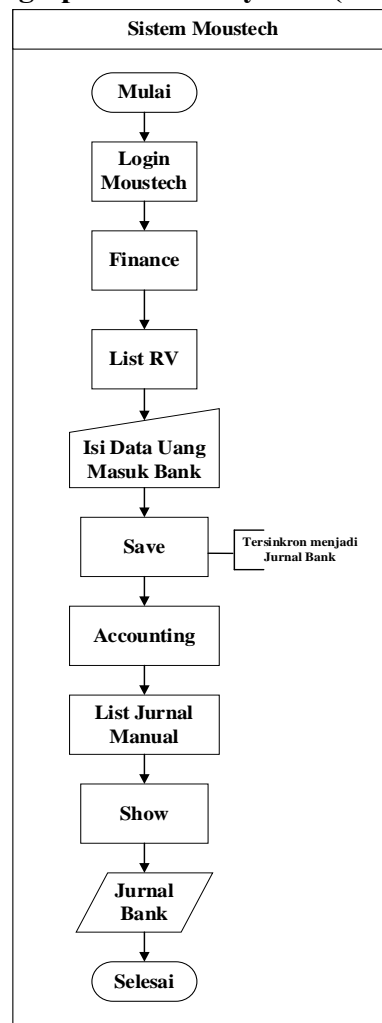 Sistem Moustech
Mulai
Login
Moustech
Finance
List RV
Isi Data Uang
Masuk Bank
Save
Tersinkron menjadi
Jurnal Bank
Accounting
List Jurnal
Manual
Show
Jurnal
Bank
Selesai